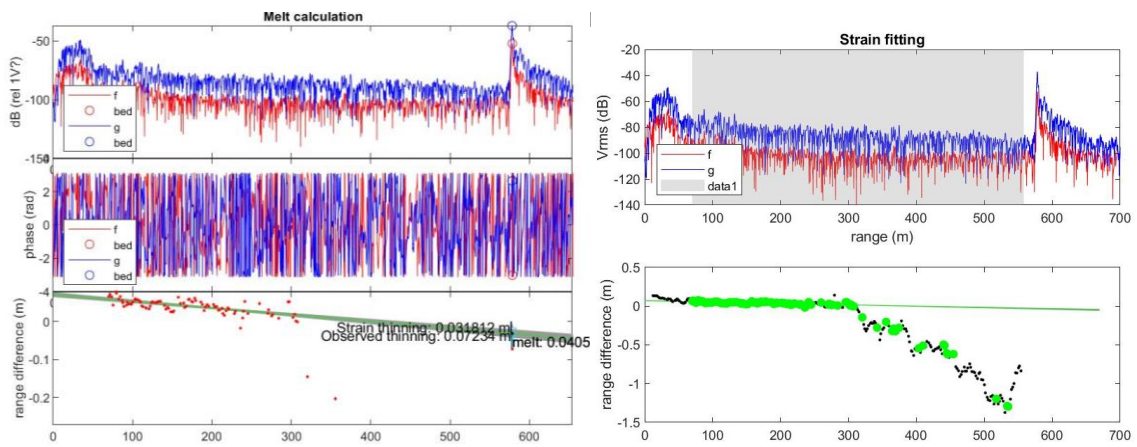 Melt calculation
dB (rel 1V?)
-50
-100
-150
f
bed
g
bed
phase (rad)
2
0
-2
-4
f
bed
g
bed
range difference (m)
0
-0.1
-0.2
Strain thinning: 0.031812 m
Observed thinning: 0.07234 m
melt: 0.0405
0 100 200 300 400 500 600
Strain fitting
Vrms (dB)
-20
-40
-60
-80
-100
-120
-140
f
g
data1
0 100 200 300 400 500 600 700
range (m)
range difference (m)
0.5
0
-0.5
-1
-1.5
0 100 200 300 400 500 600 700